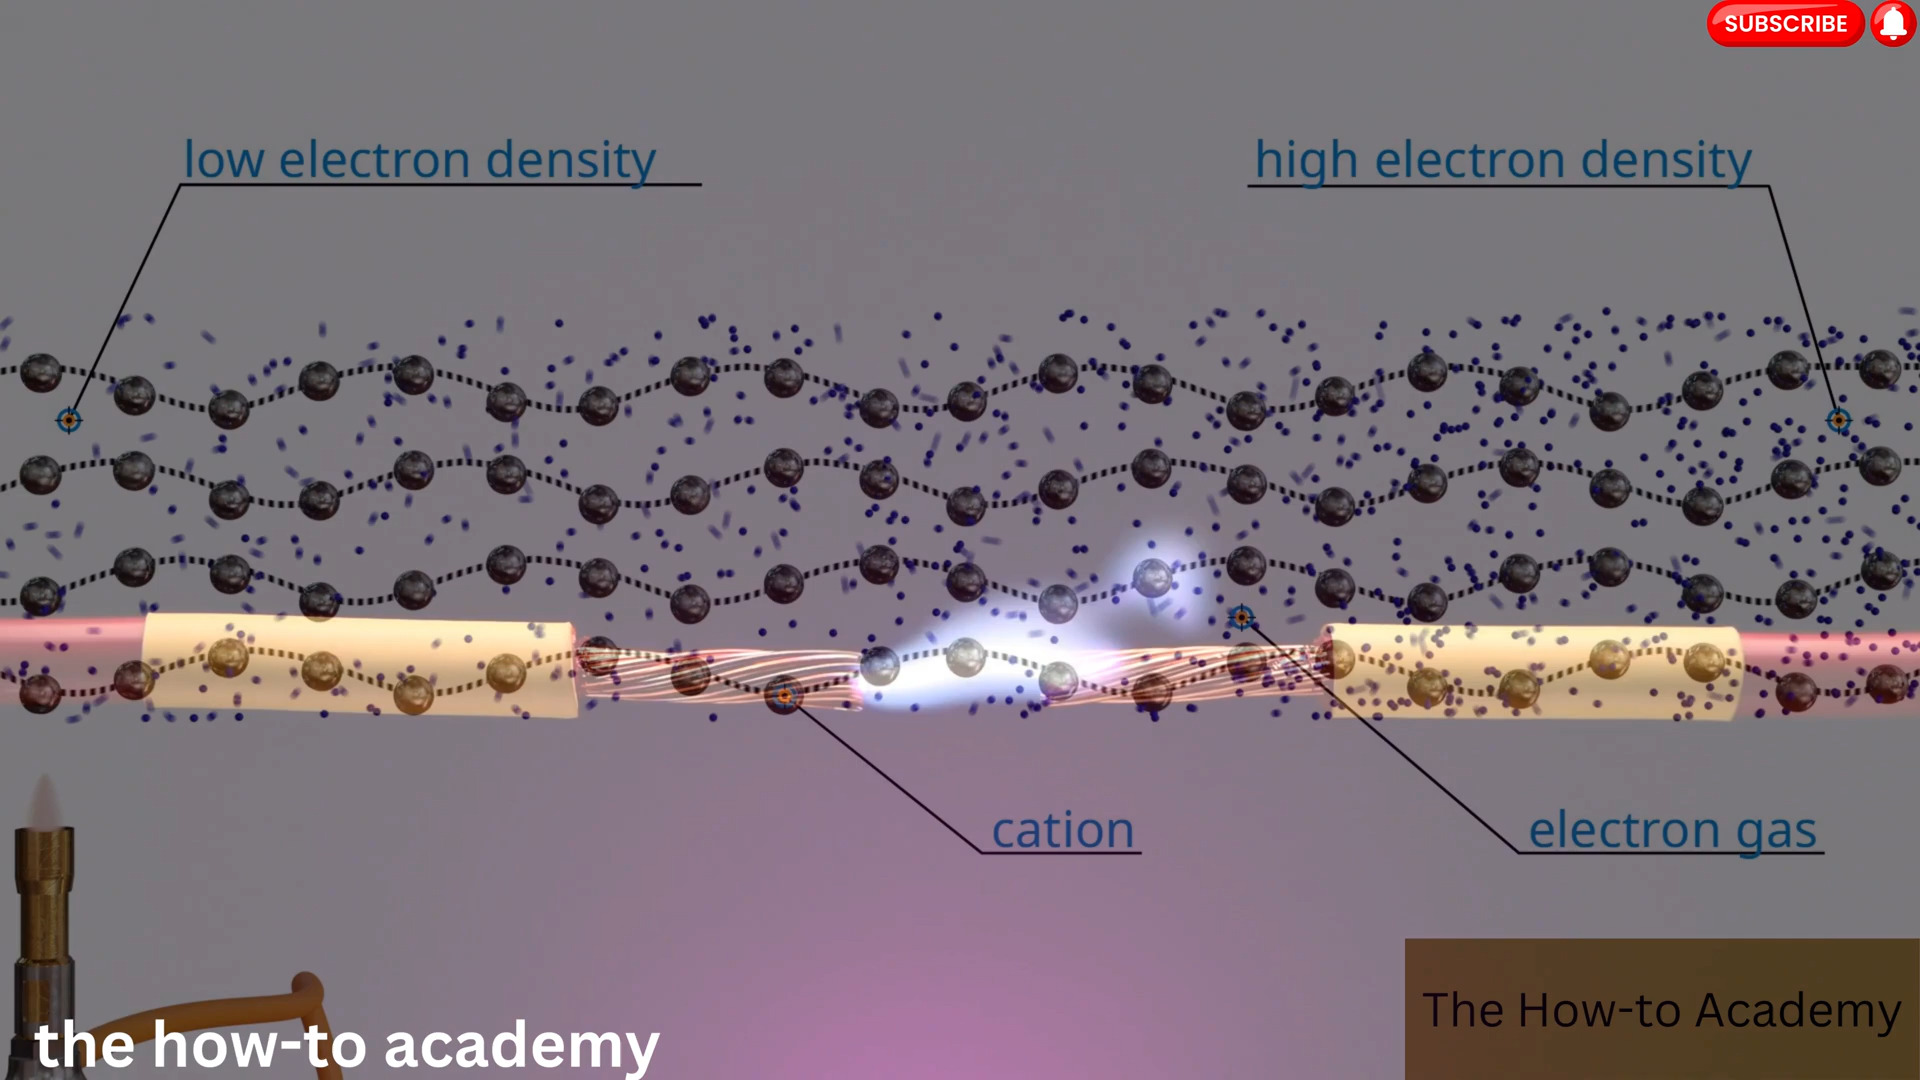 SUBSCRIBE
low electron density
high electron density
cation
electron gas
The How-to Academy
the how-to academy